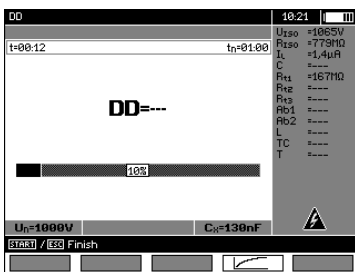 DD 10:21
t=00:12 tn=01:00
DD=---
10%
Un=1000V CX=130nF
UISO =1065V
RISO =779MΩ
IL =1,4µA
C =---
Rt1 =167MΩ
Rt2 =---
Rt3 =---
Ab1 =---
Ab2 =---
L =---
TC =---
T =---
START / ESC Finish